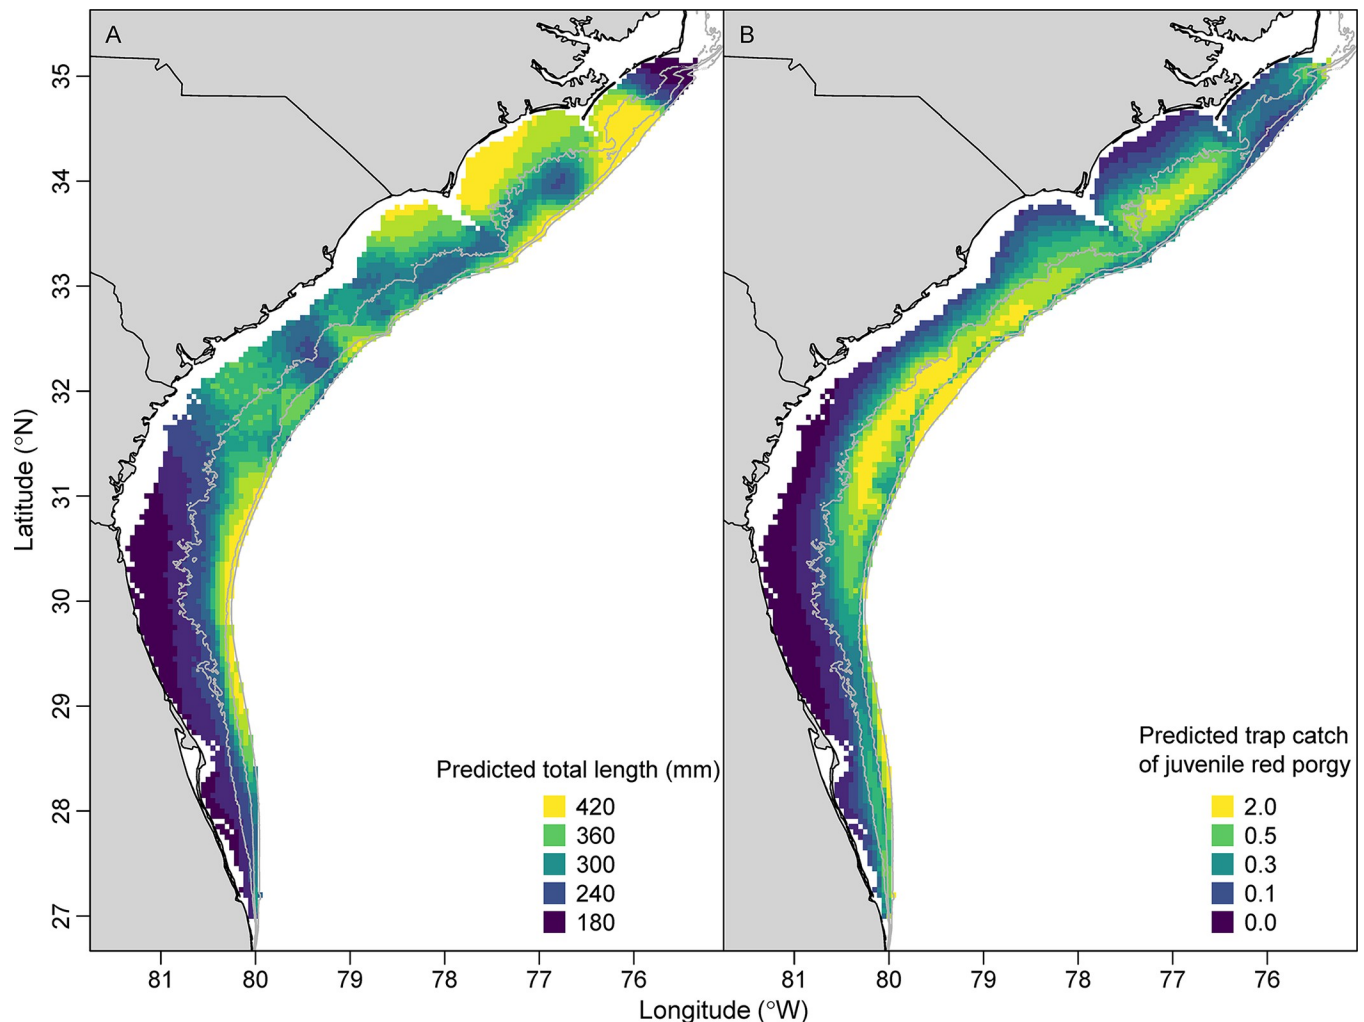 A
B
35
34
33
32
31
30
29
28
27
Latitude (°N)
Predicted total length (mm)
420
360
300
240
180
Predicted trap catch
of juvenile red porgy
2.0
0.5
0.3
0.1
0.0
81 80 79 78 77 76
81 80 79 78 77 76
Longitude (°W)